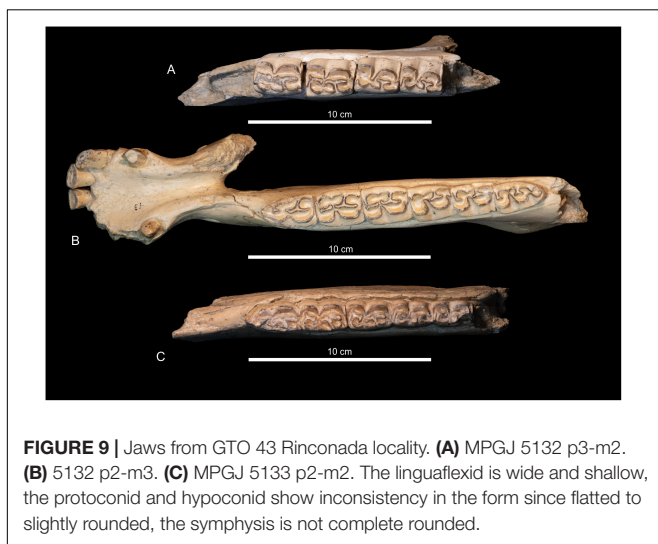 A
10 cm
E1
B
10 cm
C
10 cm
FIGURE 9 | Jaws from GTO 43 Rinconada locality. (A) MPGJ 5132 p3-m2.
(B) 5132 p2-m3. (C) MPGJ 5133 p2-m2. The linguaflexid is wide and shallow,
the protoconid and hypoconid show inconsistency in the form since flatted to
slightly rounded, the symphysis is not complete rounded.